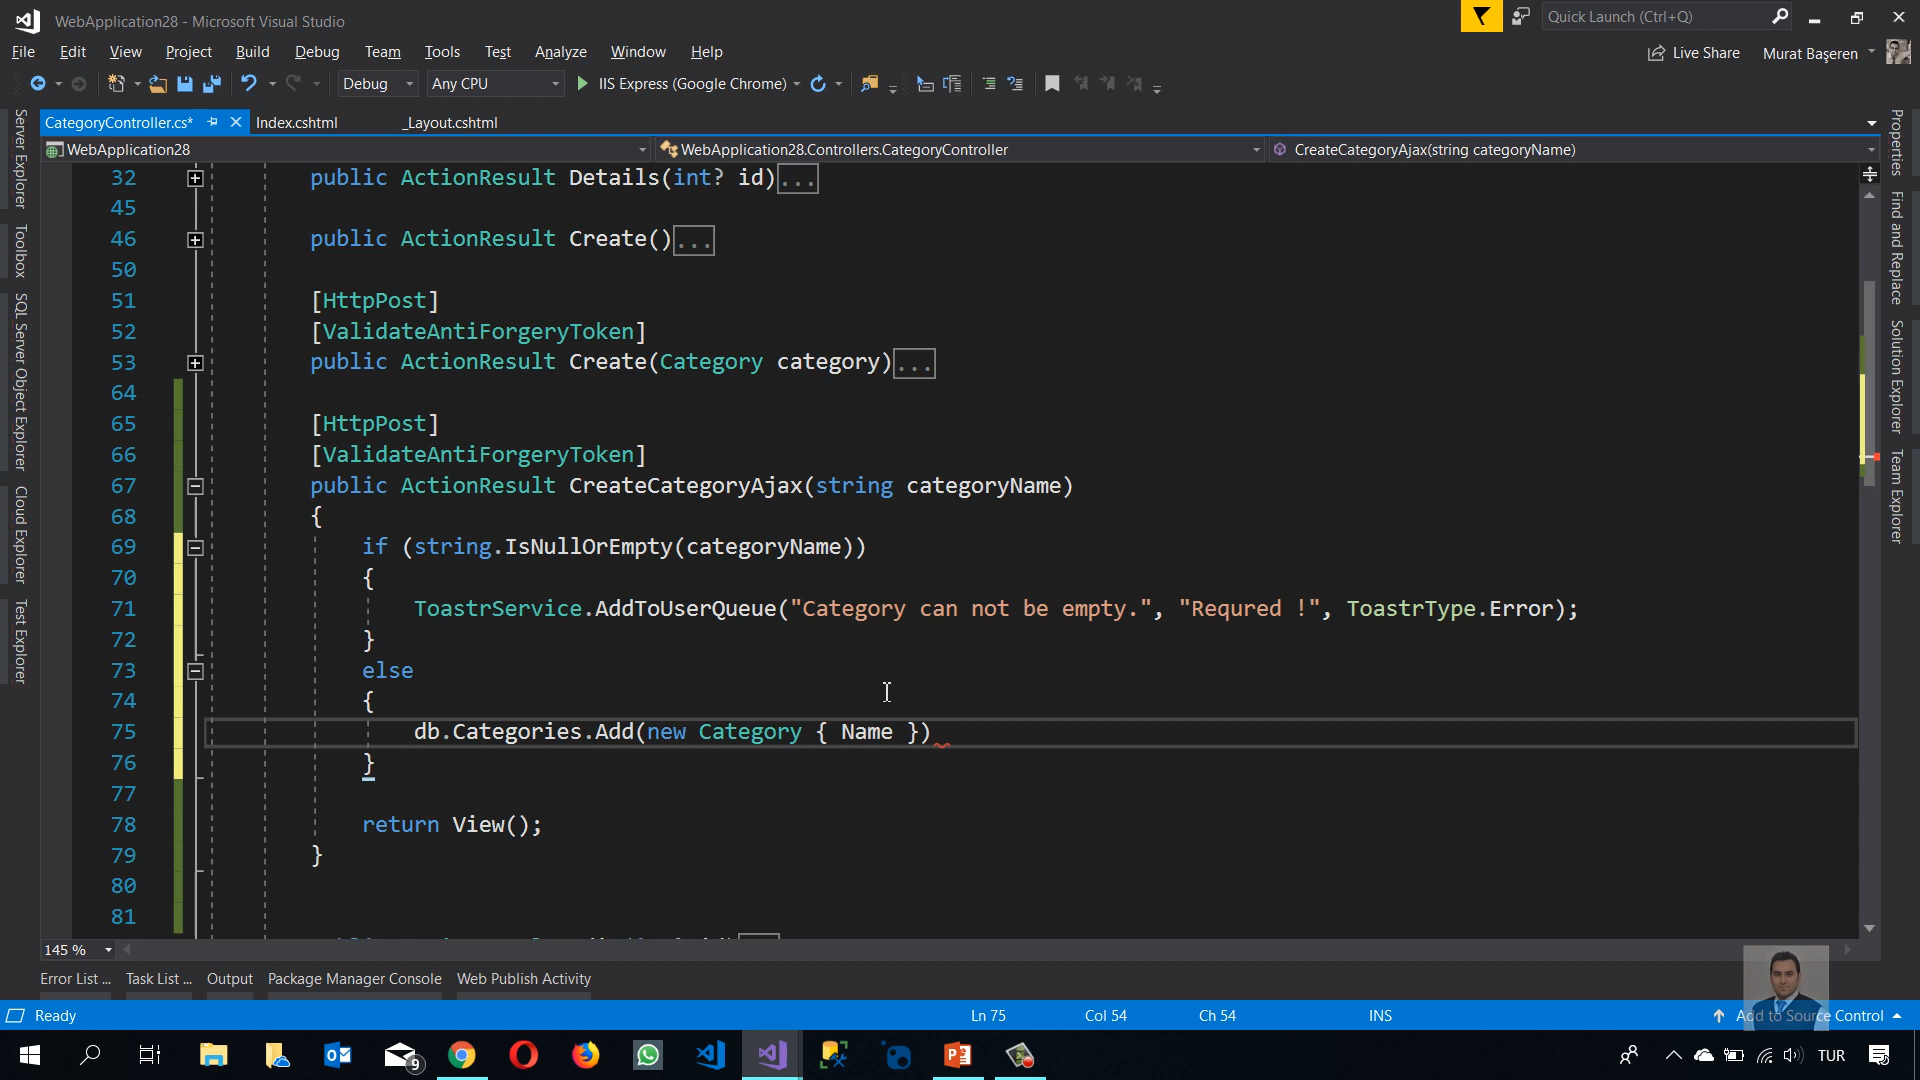 WebApplication28 - Microsoft Visual Studio
Quick Launch (Ctrl+Q)
File Edit View Project Build Debug Team Tools Test Analyze Window Help
Live Share Murat Başeren
Debug Any CPU IIS Express (Google Chrome)
CategoryController.cs* Index.cshtml _Layout.cshtml
WebApplication28 WebApplication28.Controllers.CategoryController CreateCategoryAjax(string categoryName)
Server Explorer
Toolbox
SQL Server Object Explorer
Cloud Explorer
Test Explorer
32 public ActionResult Details(int? id)...
45
46 public ActionResult Create()...
50
51 [HttpPost]
52 [ValidateAntiForgeryToken]
53 public ActionResult Create(Category category)...
64
65 [HttpPost]
66 [ValidateAntiForgeryToken]
67 public ActionResult CreateCategoryAjax(string categoryName)
68 {
69 if (string.IsNullOrEmpty(categoryName))
70 {
71 ToastrService.AddToUserQueue("Category can not be empty.", "Requred !", ToastrType.Error);
72 }
73 else
74 {
75 db.Categories.Add(new Category { Name })
76 }
77
78 return View();
79 }
80
81
Properties
Find and Replace
Solution Explorer
Team Explorer
145 %
Error List ... Task List ... Output Package Manager Console Web Publish Activity
Ready Ln 75 Col 54 Ch 54 INS Add to Source Control
9 TUR